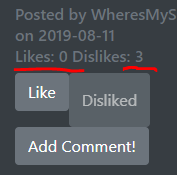 Posted by WheresMyS
on 2019-08-11
Likes: 0 Dislikes: 3
Like
Disliked
Add Comment!